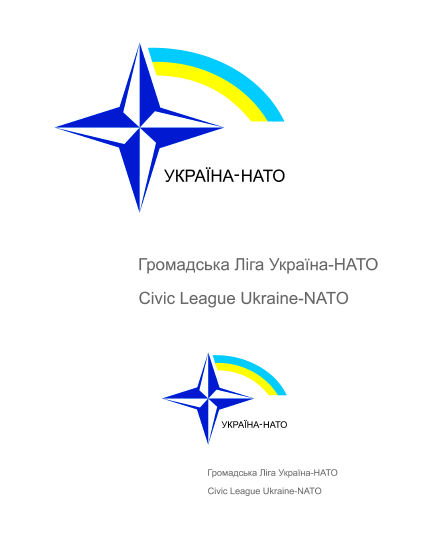 УКРАЇНА-НАТО
Громадська Ліга Україна-НАТО
Civic League Ukraine-NATO
УКРАЇНА-НАТО
Громадська Ліга Україна-НАТО
Civic League Ukraine-NATO